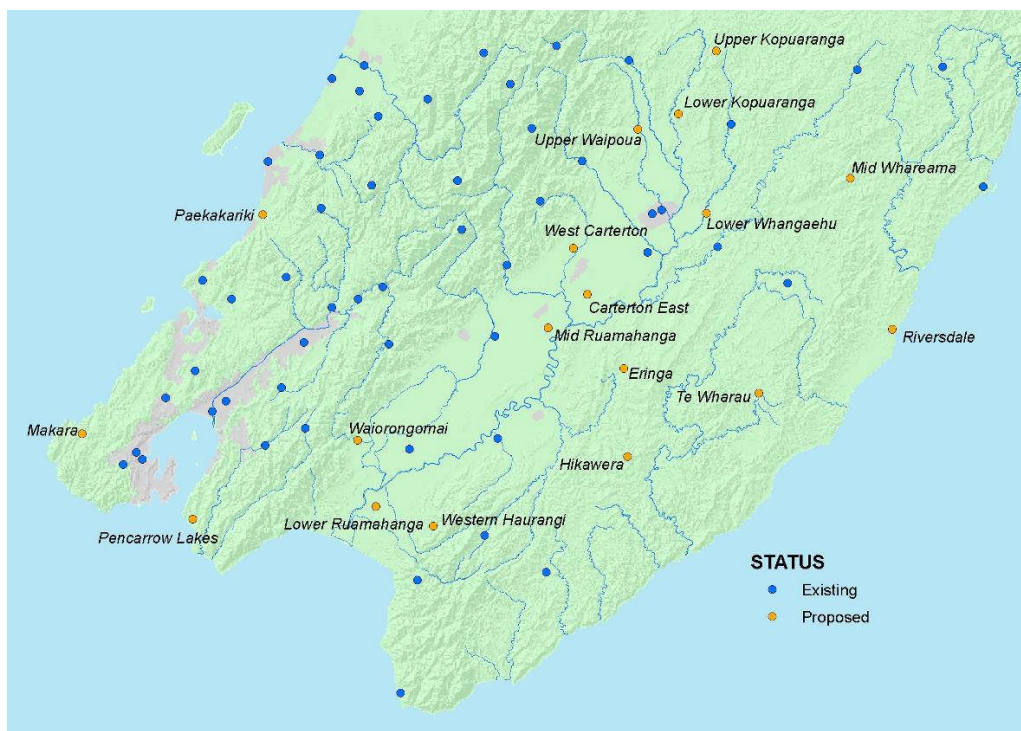 Upper Kopuaranga
Lower Kopuaranga
Upper Waipoua
Mid Whareama
Paekakariki
Lower Whangaehu
West Carterton
Carterton East
Mid Ruamahanga
Riversdale
Eringa
Te Wharau
Makara
Waiorongomai
Hikawera
Lower Ruamahanga
Western Haurangi
Pencarrow Lakes
STATUS
Existing
Proposed